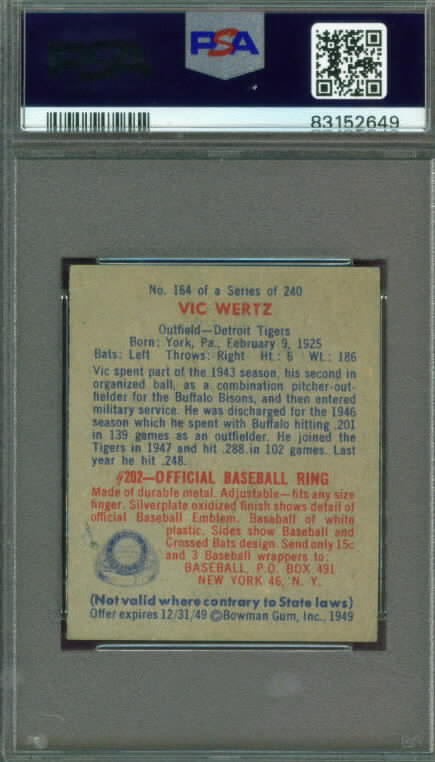 PSA
83152649
No. 164 of a Series of 240
VIC WERTZ
Outfield—Detroit Tigers
Born: York, Pa., February 9, 1925
Bats: Left Throws: Right Ht.: 6 Wt.: 186
Vic spent part of the 1943 season, his second in
organized ball, as a combination pitcher-out-
fielder for the Buffalo Bisons, and then entered
military service. He was discharged for the 1946
season which he spent with Buffalo hitting .201
in 139 games as an outfielder. He joined the
Tigers in 1947 and hit .288 in 102 games. Last
year he hit .248.
#202—OFFICIAL BASEBALL RING
Made of durable metal. Adjustable—fits any size
finger. Silverplate oxidized finish shows detail of
official Baseball Emblem. Baseball of white
plastic. Sides show Baseball and
Crossed Bats design. Send only 15c
and 3 Baseball wrappers to:
BASEBALL, P.O. BOX 491
NEW YORK 46, N. Y.
(Not valid where contrary to State laws)
Offer expires 12/31/49 ©Bowman Gum, Inc., 1949